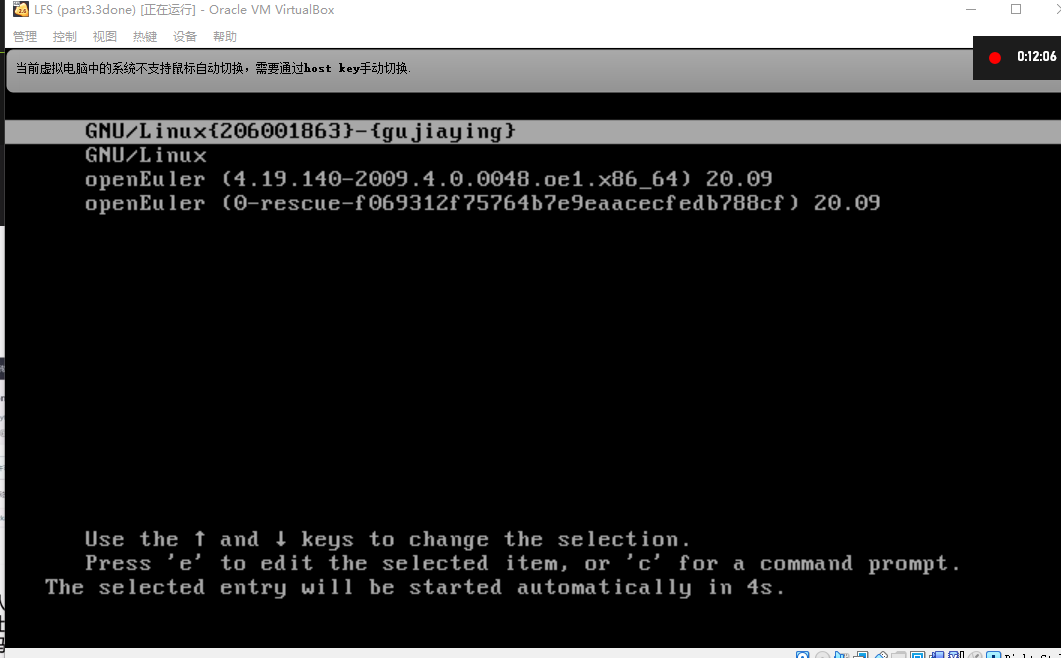 LFS (part3.3done) [正在运行] - Oracle VM VirtualBox
管理 控制 视图 热键 设备 帮助
当前虚拟电脑中的系统不支持鼠标自动切换，需要通过host key手动切换.
0:12:06
GNU/Linux{206001863}-{gujiaying}
GNU/Linux
openEuler (4.19.140-2009.4.0.0048.oe1.x86_64) 20.09
openEuler (0-rescue-f069312f75764b7e9eaacecfedb788cf) 20.09
Use the ↑ and ↓ keys to change the selection.
Press 'e' to edit the selected item, or 'c' for a command prompt.
The selected entry will be started automatically in 4s.